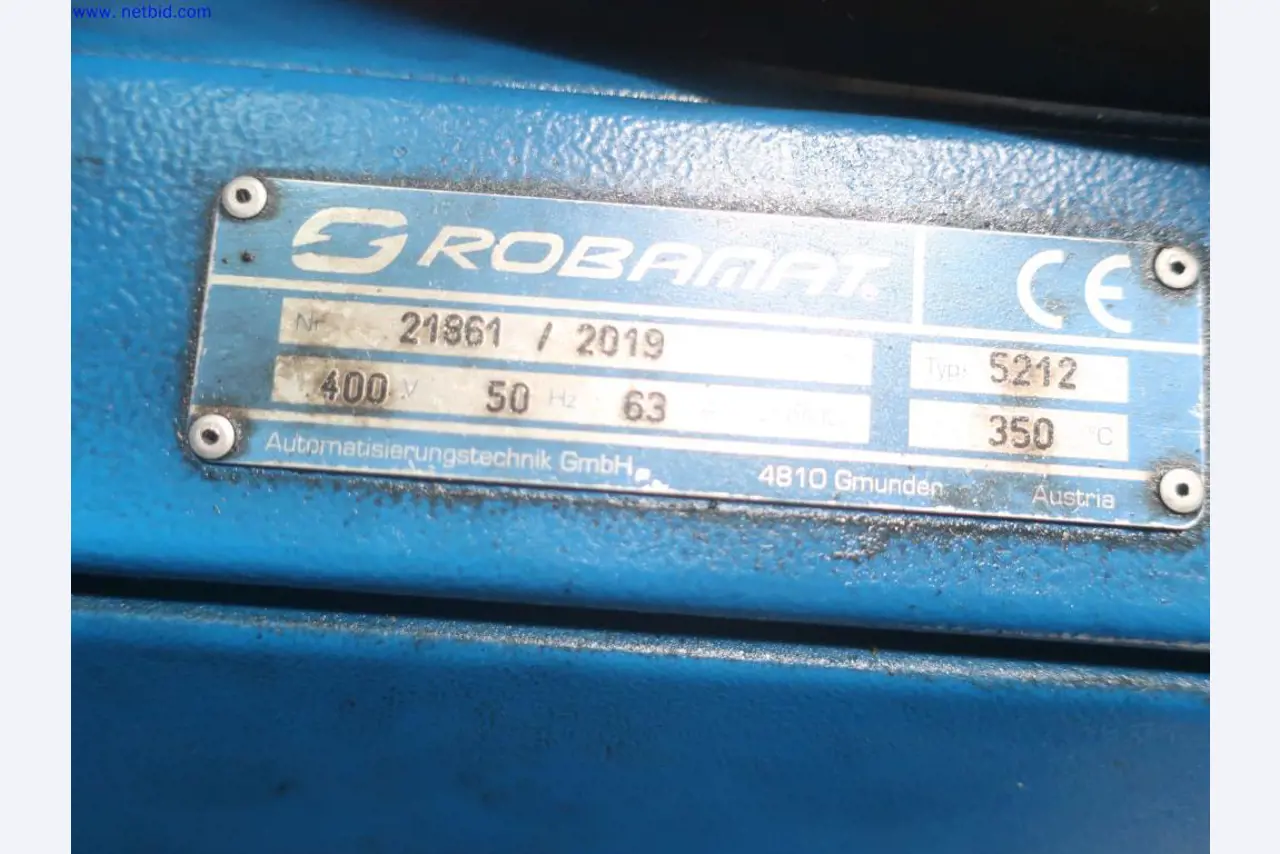 www.netbid.com
ROBAMAT
CE
Nr. 21861 / 2019
Typ: 5212
400 V 50 Hz 63
350 °C
Automatisierungstechnik GmbH
4810 Gmunden Austria